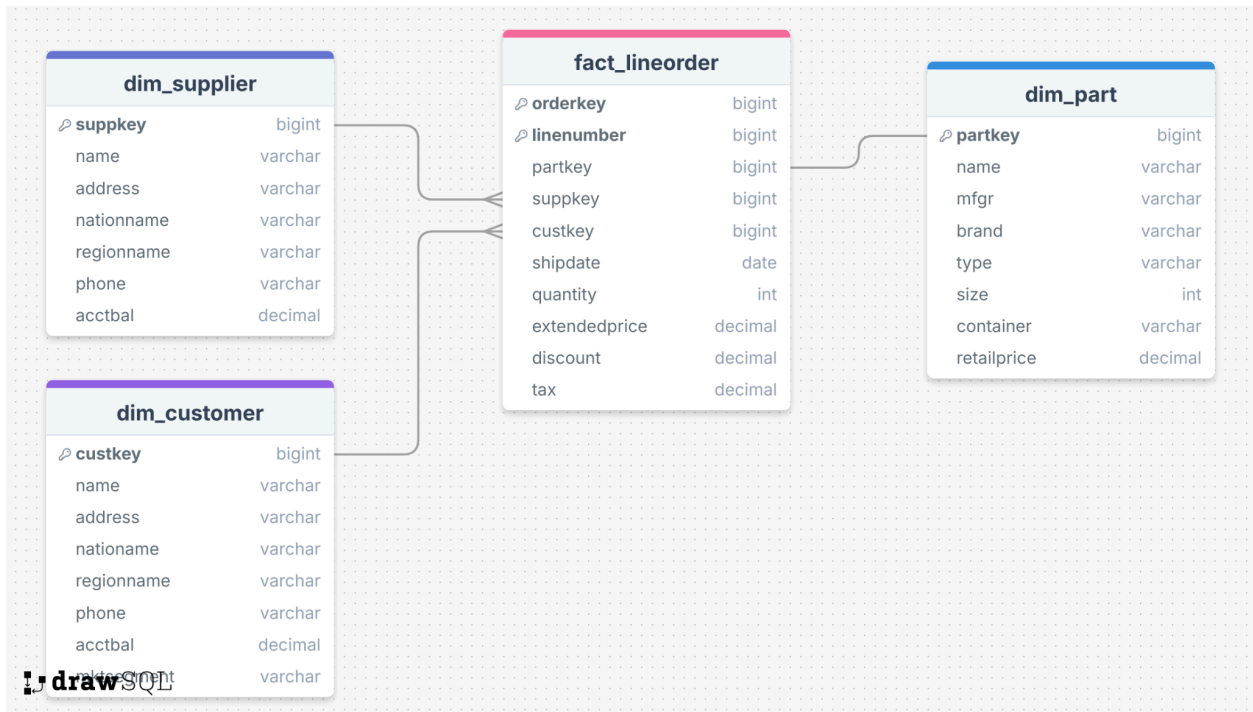 dim_supplier
suppkey bigint
name varchar
address varchar
nationname varchar
regionname varchar
phone varchar
acctbal decimal
dim_customer
custkey bigint
name varchar
address varchar
nationame varchar
regionname varchar
phone varchar
acctbal decimal
mktsegment varchar
drawSQL
fact_lineorder
orderkey bigint
linenumber bigint
partkey bigint
suppkey bigint
custkey bigint
shipdate date
quantity int
extendedprice decimal
discount decimal
tax decimal
dim_part
partkey bigint
name varchar
mfgr varchar
brand varchar
type varchar
size int
container varchar
retailprice decimal